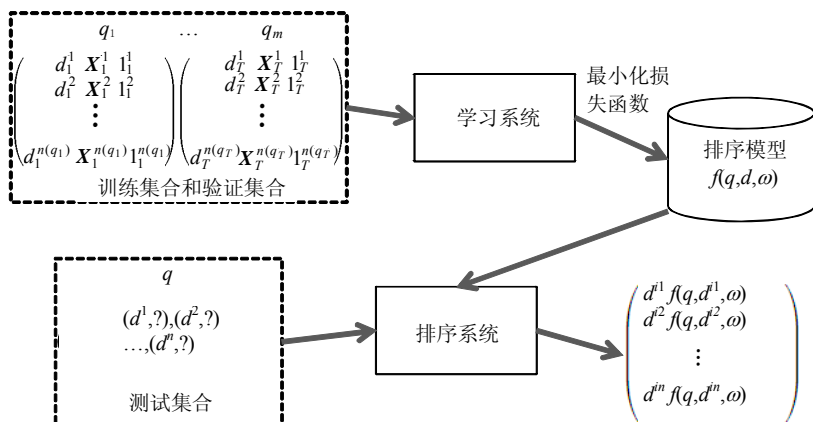 q₁ … qₘ
d₁¹ X₁¹ 1₁¹
d₁² X₁² 1₁²
⋮
d₁ⁿ⁽q₁⁾ X₁ⁿ⁽q₁⁾ 1₁ⁿ⁽q₁⁾
d_T¹ X_T¹ 1_T¹
d_T² X_T² 1_T²
⋮
d_T^{n(q_T)} X_T^{n(q_T)} 1_T^{n(q_T)}
训练集合和验证集合
学习系统
最小化损
失函数
排序模型
f(q,d,ω)
q
(d¹,?),(d²,?)
…,(dⁿ,?)
测试集合
排序系统
d^{i1} f(q,d^{i1},ω)
d^{i2} f(q,d^{i2},ω)
⋮
d^{in} f(q,d^{in},ω)